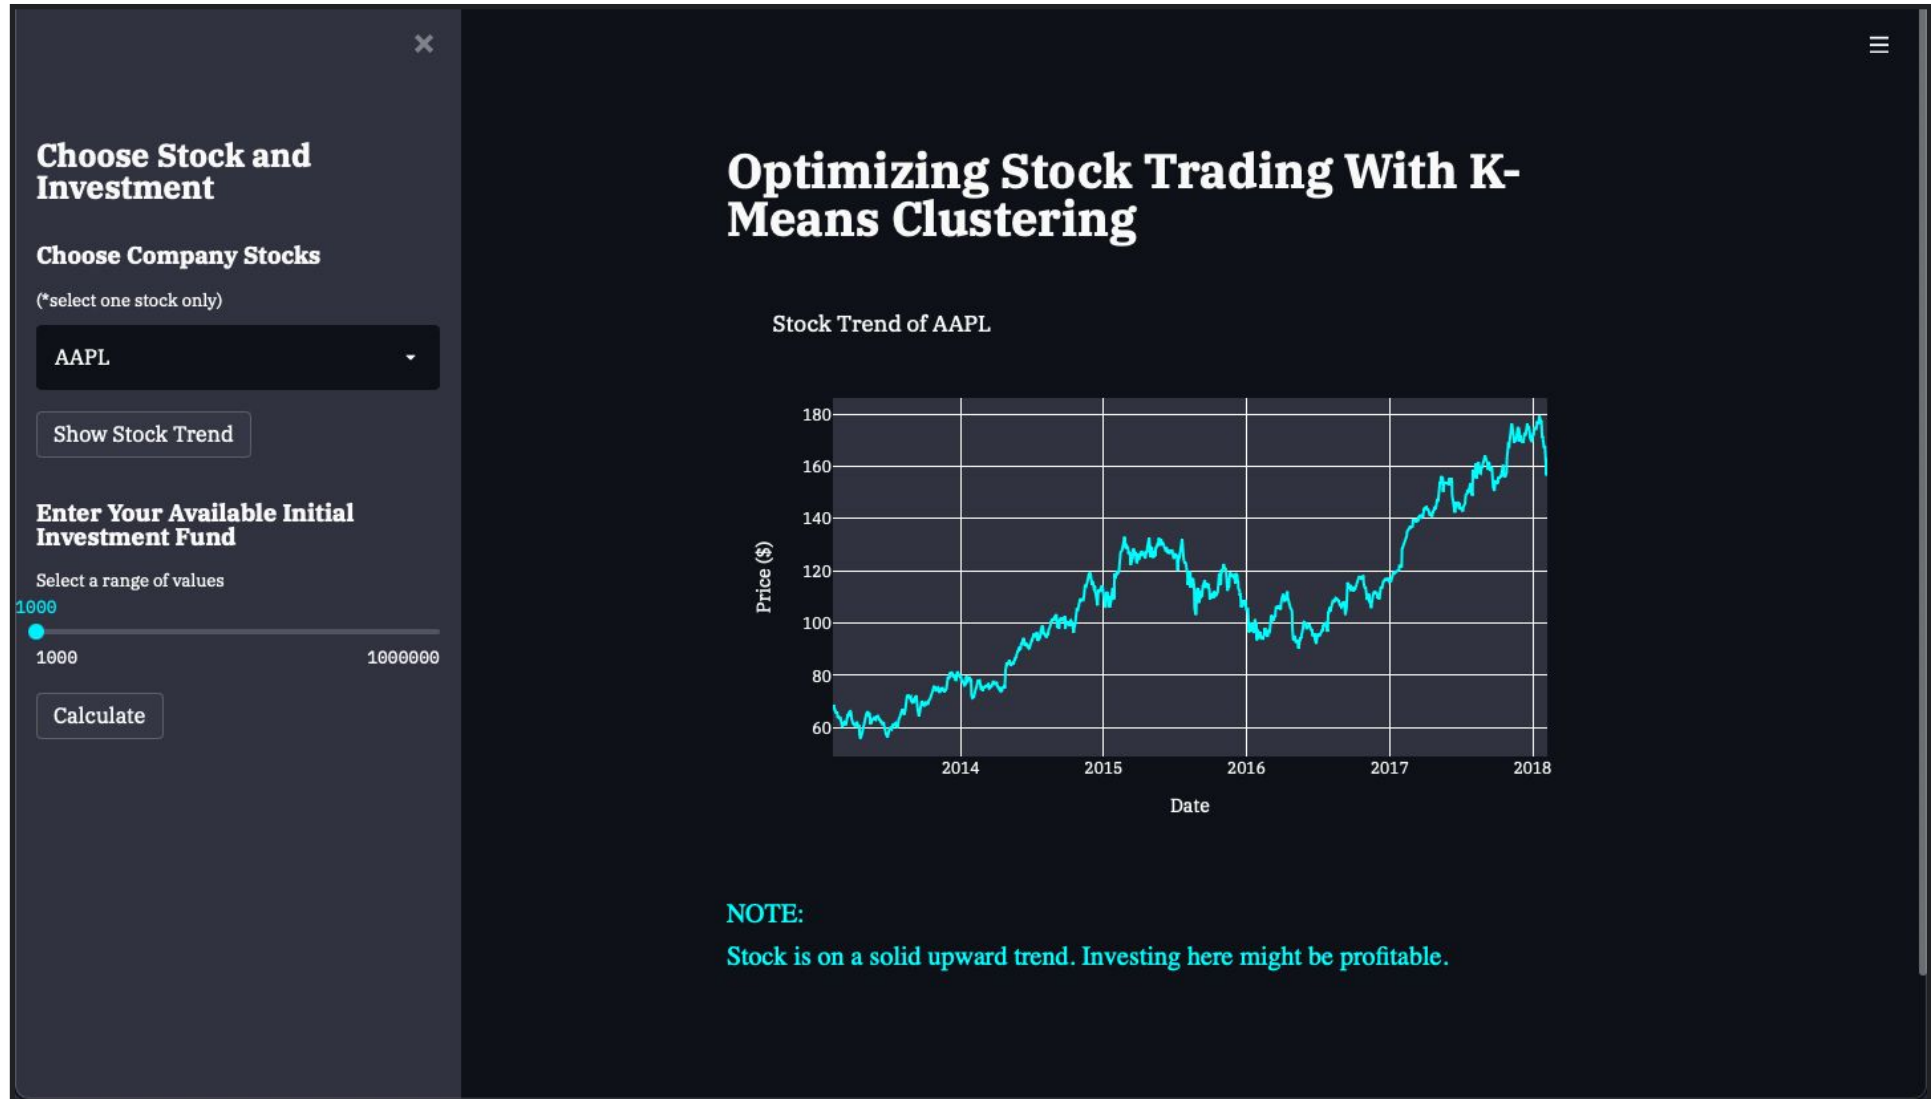 Choose Stock and
Investment
Choose Company Stocks
(*select one stock only)
AAPL
Show Stock Trend
Enter Your Available Initial
Investment Fund
Select a range of values
1000
1000 1000000
Calculate
Optimizing Stock Trading With K-
Means Clustering
Stock Trend of AAPL
180
160
140
120
100
80
60
Price ($)
2014 2015 2016 2017 2018
Date
NOTE:
Stock is on a solid upward trend. Investing here might be profitable.